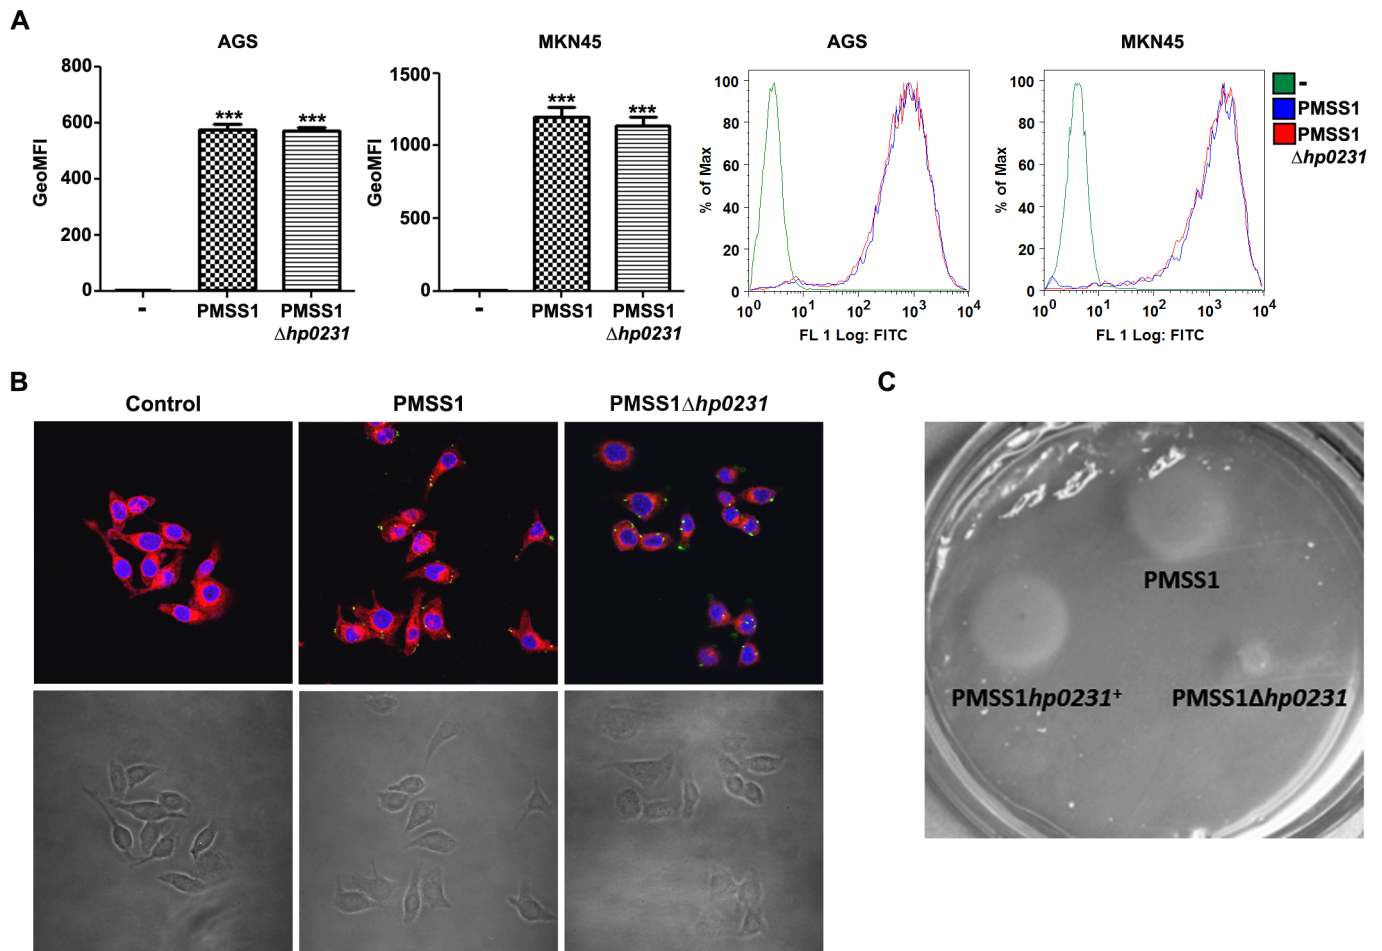 A
AGS
GeoMFI
800
600
400
200
0
***
***
-
PMSS1
PMSS1
Δhp0231
MKN45
GeoMFI
1500
1000
500
0
***
***
-
PMSS1
PMSS1
Δhp0231
AGS
% of Max
100
80
60
40
20
0
10⁰ 10¹ 10² 10³ 10⁴
FL 1 Log: FITC
MKN45
% of Max
100
80
60
40
20
0
10⁰ 10¹ 10² 10³ 10⁴
FL 1 Log: FITC
-
PMSS1
PMSS1
Δhp0231
B
Control
PMSS1
PMSS1Δhp0231
C
PMSS1
PMSS1hp0231⁺
PMSS1Δhp0231